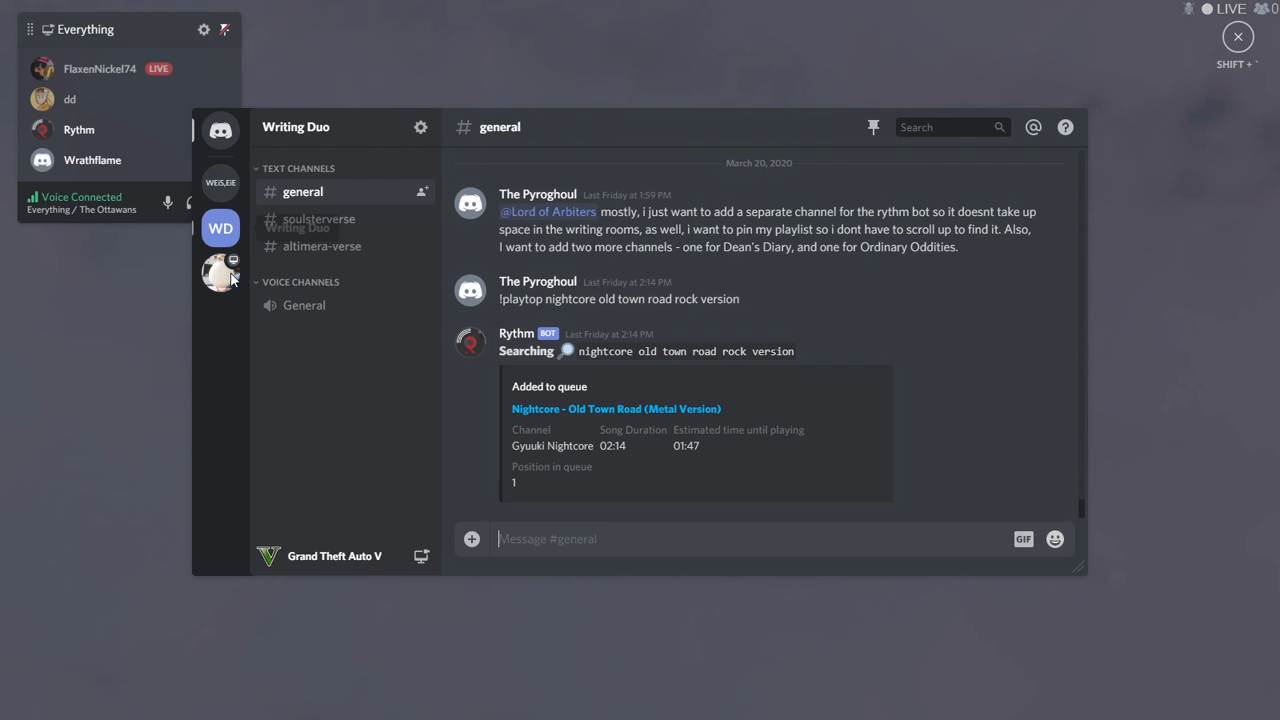 LIVE 0
SHIFT + `
Everything
FlaxenNickel74 LIVE
dd
Rythm
Wrathflame
Voice Connected
Everything / The Ottawans
WEiS,EiE
WD
Writing Duo
Writing Duo
TEXT CHANNELS
# general
# soulsterverse
# altimera-verse
VOICE CHANNELS
General
Grand Theft Auto V
# general
Search
March 20, 2020
The Pyroghoul Last Friday at 1:59 PM
@Lord of Arbiters mostly, i just want to add a separate channel for the rythm bot so it doesnt take up
space in the writing rooms, as well, i want to pin my playlist so i dont have to scroll up to find it. Also,
I want to add two more channels - one for Dean's Diary, and one for Ordinary Oddities.
The Pyroghoul Last Friday at 2:14 PM
!playtop nightcore old town road rock version
Rythm BOT Last Friday at 2:14 PM
Searching 🔎 nightcore old town road rock version
Added to queue
Nightcore - Old Town Road (Metal Version)
Channel Song Duration Estimated time until playing
Gyuuki Nightcore 02:14 01:47
Position in queue
1
Message #general
GIF